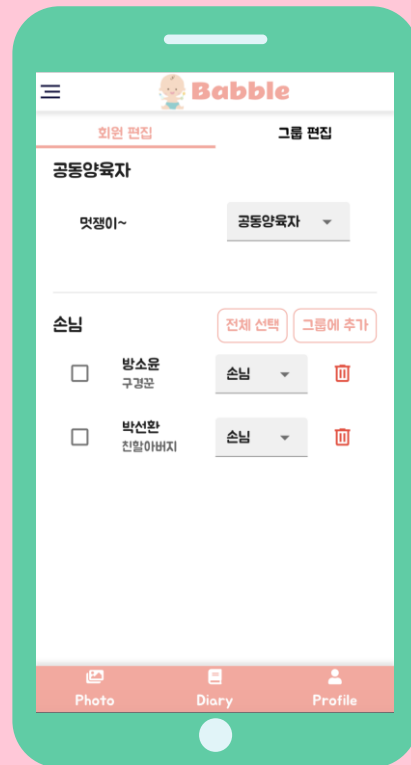 Babble
회원 편집 그룹 편집
공동양육자
멋쟁이~ 공동양육자
손님 전체 선택 그룹에 추가
방소윤 손님
구경꾼
박선환 손님
친할아버지
Photo Diary Profile